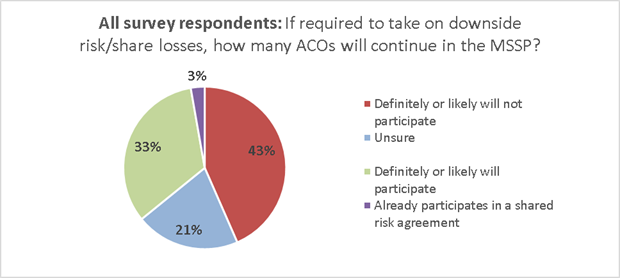 All survey respondents: If required to take on downside
risk/share losses, how many ACOs will continue in the MSSP?
3%
43%
33%
21%
Definitely or likely will not
participate
Unsure
Definitely or likely will
participate
Already participates in a shared
risk agreement